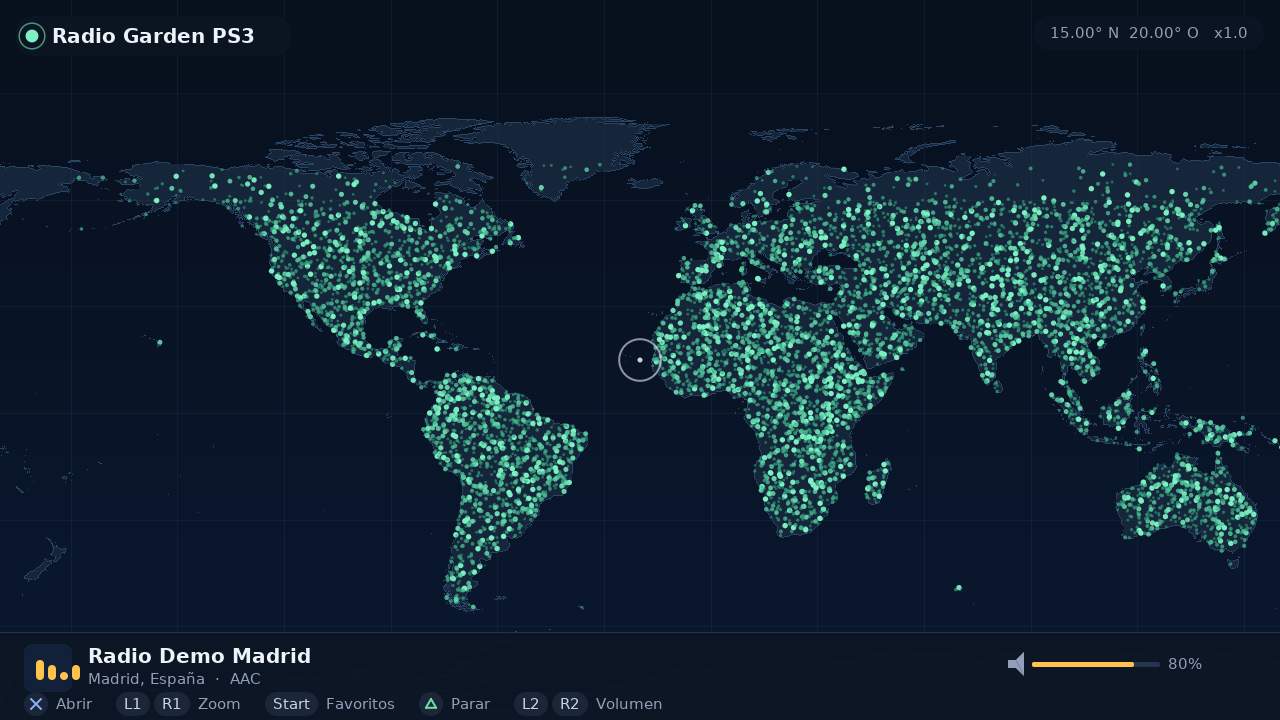 Radio Garden PS3
15.00° N 20.00° O x1.0
Radio Demo Madrid
Madrid, España · AAC
80%
Abrir L1 R1 Zoom Start Favoritos Parar L2 R2 Volumen